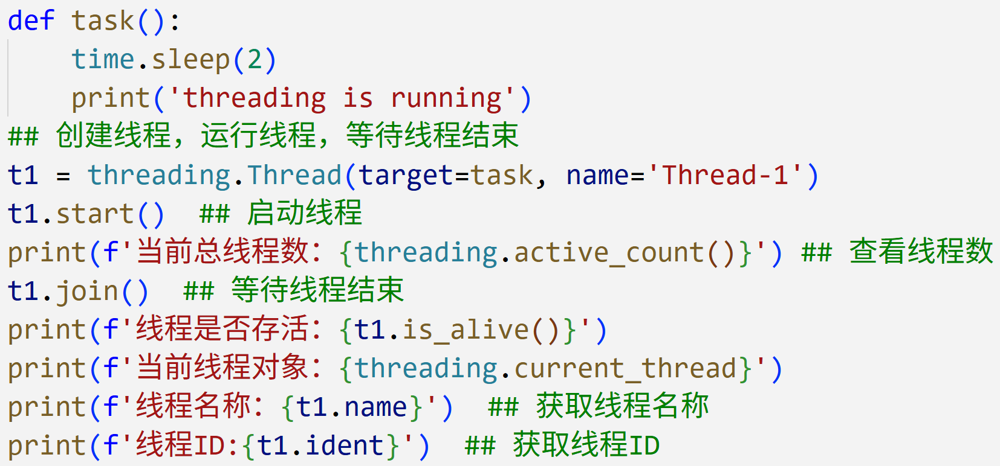 def task():
    time.sleep(2)
    print('threading is running')
## 创建线程，运行线程，等待线程结束
t1 = threading.Thread(target=task, name='Thread-1')
t1.start()  ## 启动线程
print(f'当前总线程数：{threading.active_count()}') ## 查看线程数
t1.join()  ## 等待线程结束
print(f'线程是否存活：{t1.is_alive()}')
print(f'当前线程对象：{threading.current_thread}')
print(f'线程名称：{t1.name}')  ## 获取线程名称
print(f'线程ID:{t1.ident}')  ## 获取线程ID